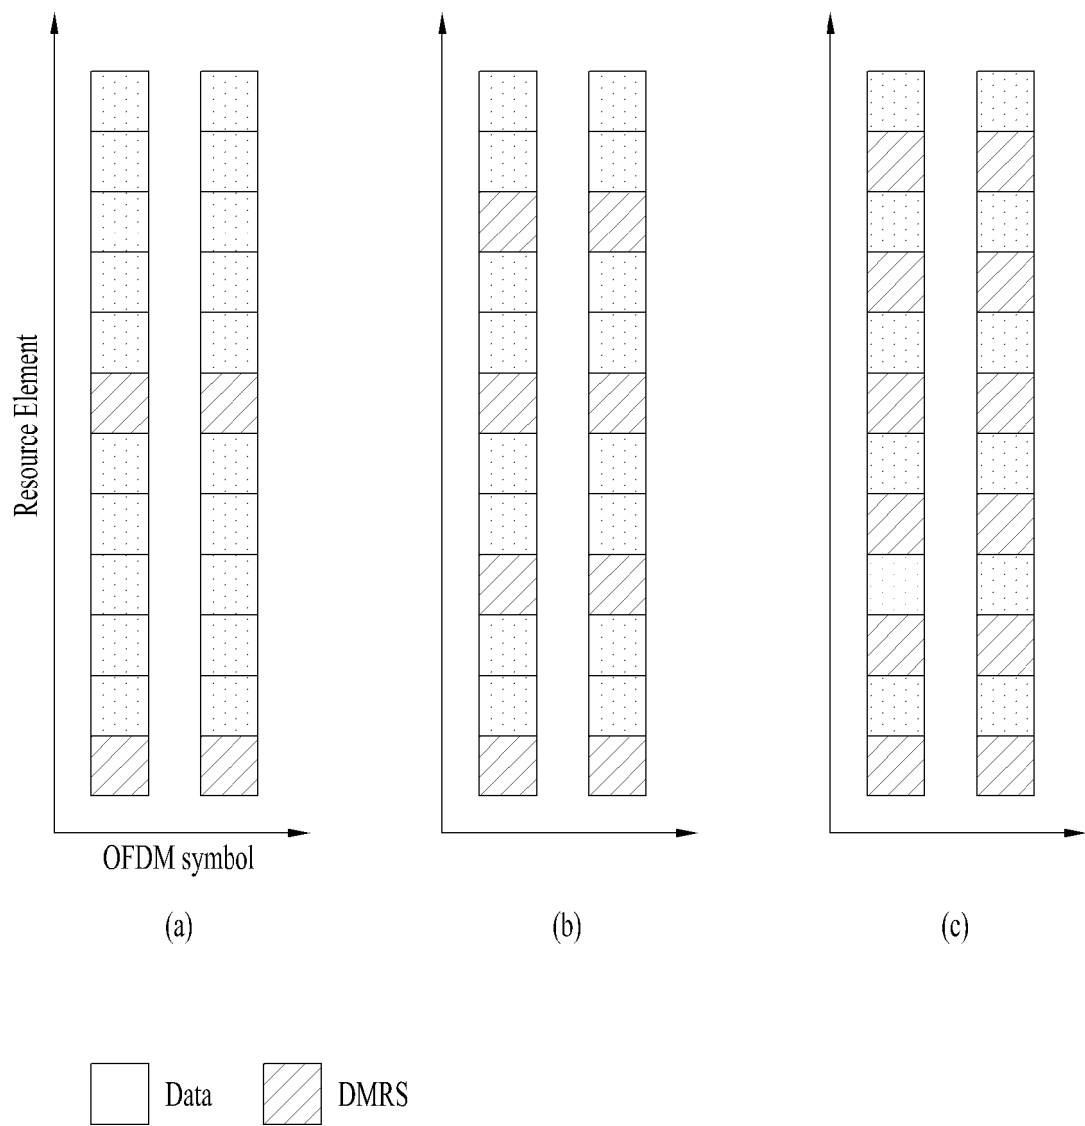 Resource Element
OFDM symbol
(a)
(b)
(c)
Data
DMRS